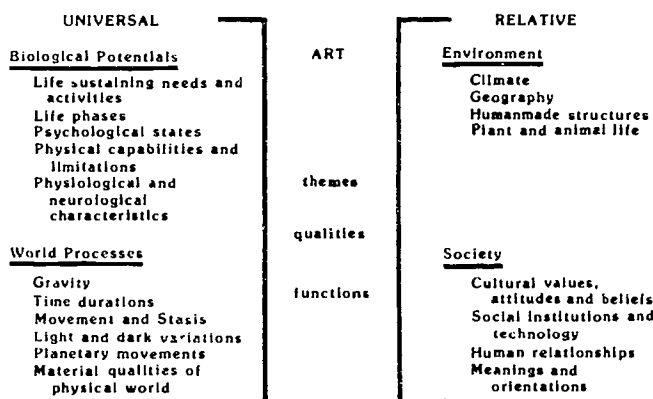 UNIVERSAL
Biological Potentials
Life sustaining needs and
activities
Life phases
Psychological states
Physical capabilities and
limitations
Physiological and
neurological
characteristics
World Processes
Gravity
Time durations
Movement and Stasis
Light and dark variations
Planetary movements
Material qualities of
physical world
ART
themes
qualities
functions
RELATIVE
Environment
Climate
Geography
Humanmade structures
Plant and animal life
Society
Cultural values,
attitudes and beliefs
Social institutions and
technology
Human relationships
Meanings and
orientations